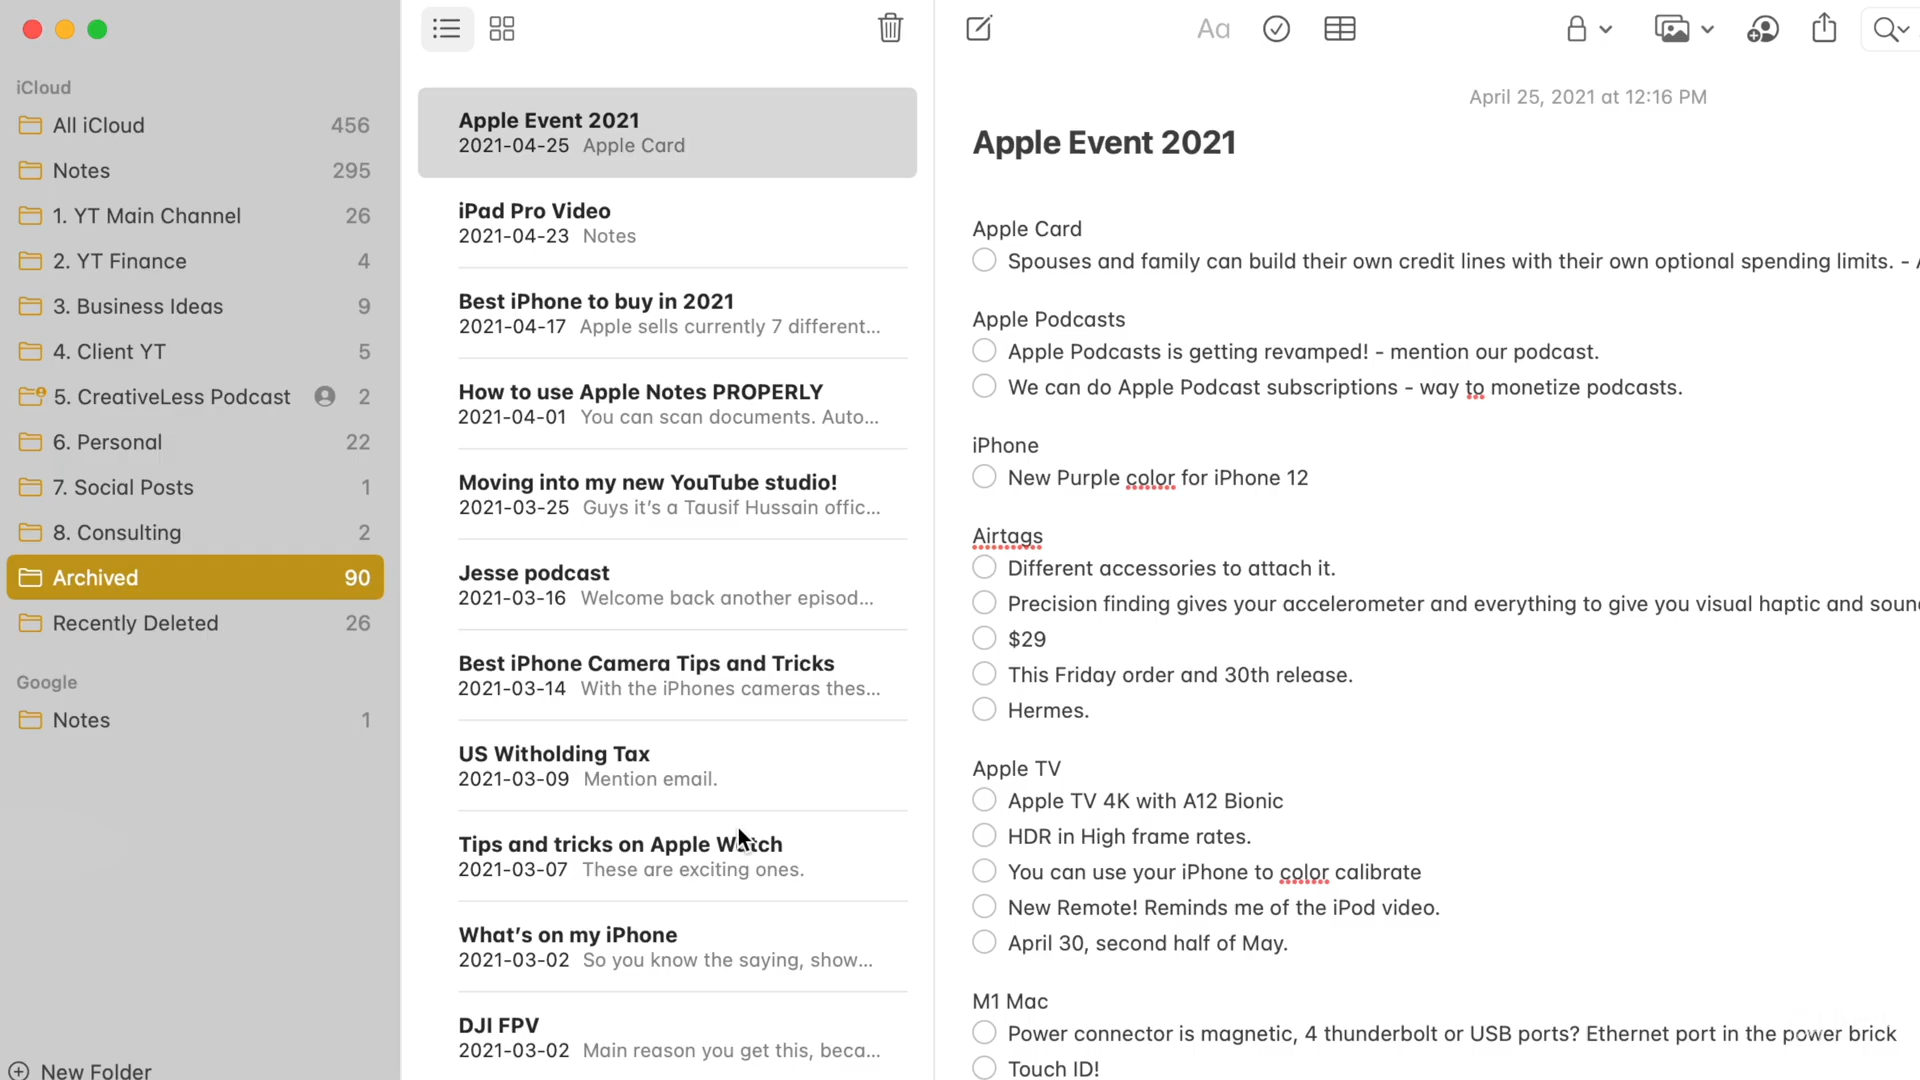 iCloud
All iCloud 456
Notes 295
1. YT Main Channel 26
2. YT Finance 4
3. Business Ideas 9
4. Client YT 5
5. CreativeLess Podcast 2
6. Personal 22
7. Social Posts 1
8. Consulting 2
Archived 90
Recently Deleted 26
Google
Notes 1
New Folder
Apple Event 2021
2021-04-25 Apple Card
iPad Pro Video
2021-04-23 Notes
Best iPhone to buy in 2021
2021-04-17 Apple sells currently 7 different...
How to use Apple Notes PROPERLY
2021-04-01 You can scan documents. Auto...
Moving into my new YouTube studio!
2021-03-25 Guys it's a Tausif Hussain offic...
Jesse podcast
2021-03-16 Welcome back another episod...
Best iPhone Camera Tips and Tricks
2021-03-14 With the iPhones cameras thes...
US Witholding Tax
2021-03-09 Mention email.
Tips and tricks on Apple Watch
2021-03-07 These are exciting ones.
What's on my iPhone
2021-03-02 So you know the saying, show...
DJI FPV
2021-03-02 Main reason you get this, beca...
Aa
April 25, 2021 at 12:16 PM
Apple Event 2021
Apple Card
Spouses and family can build their own credit lines with their own optional spending limits. -
Apple Podcasts
Apple Podcasts is getting revamped! - mention our podcast.
We can do Apple Podcast subscriptions - way to monetize podcasts.
iPhone
New Purple color for iPhone 12
Airtags
Different accessories to attach it.
Precision finding gives your accelerometer and everything to give you visual haptic and soun
$29
This Friday order and 30th release.
Hermes.
Apple TV
Apple TV 4K with A12 Bionic
HDR in High frame rates.
You can use your iPhone to color calibrate
New Remote! Reminds me of the iPod video.
April 30, second half of May.
M1 Mac
Power connector is magnetic, 4 thunderbolt or USB ports? Ethernet port in the power brick
Touch ID!